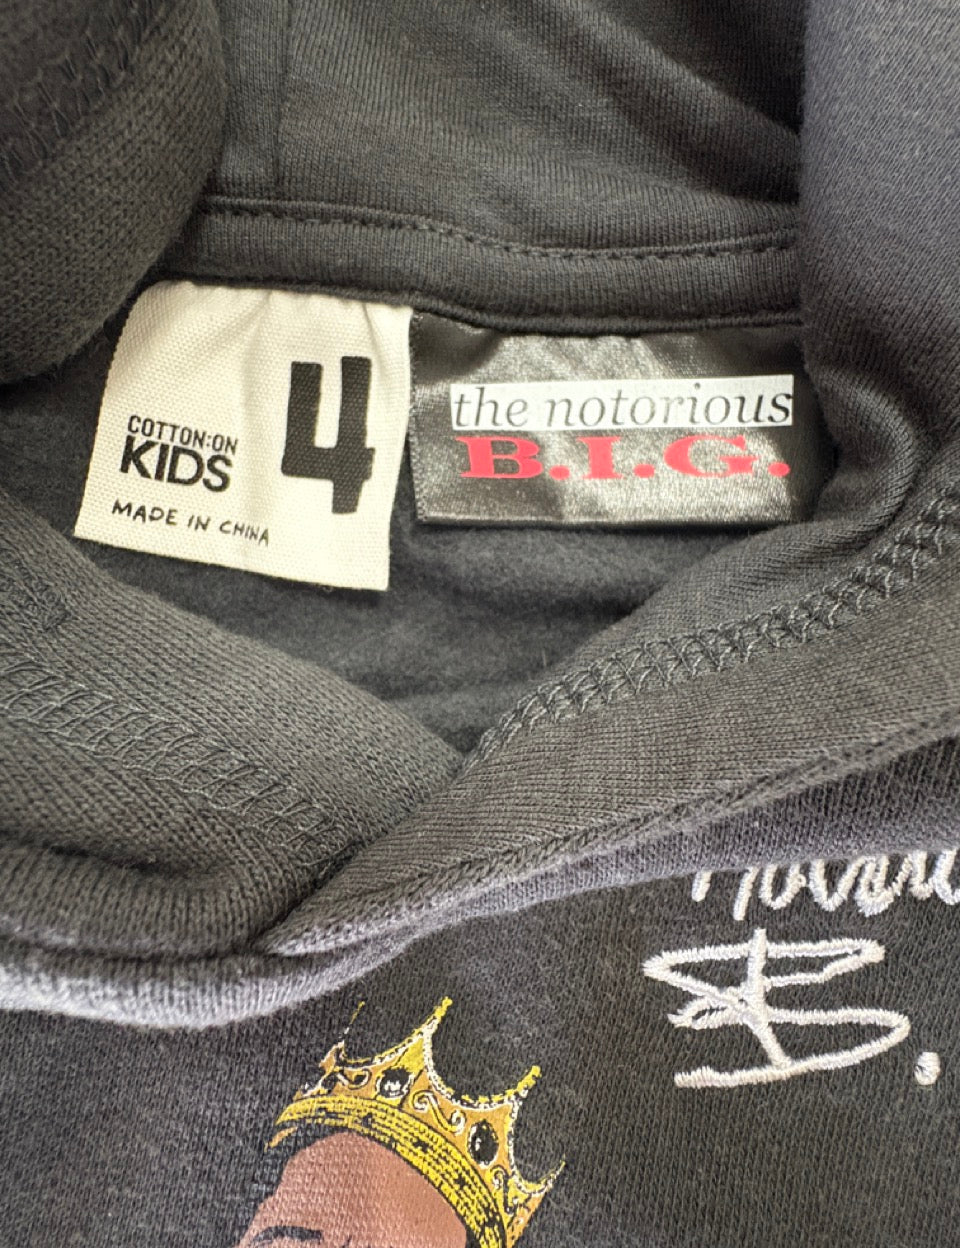 COTTON:ON
KIDS
4
MADE IN CHINA
the notorious
B.I.G.
B.